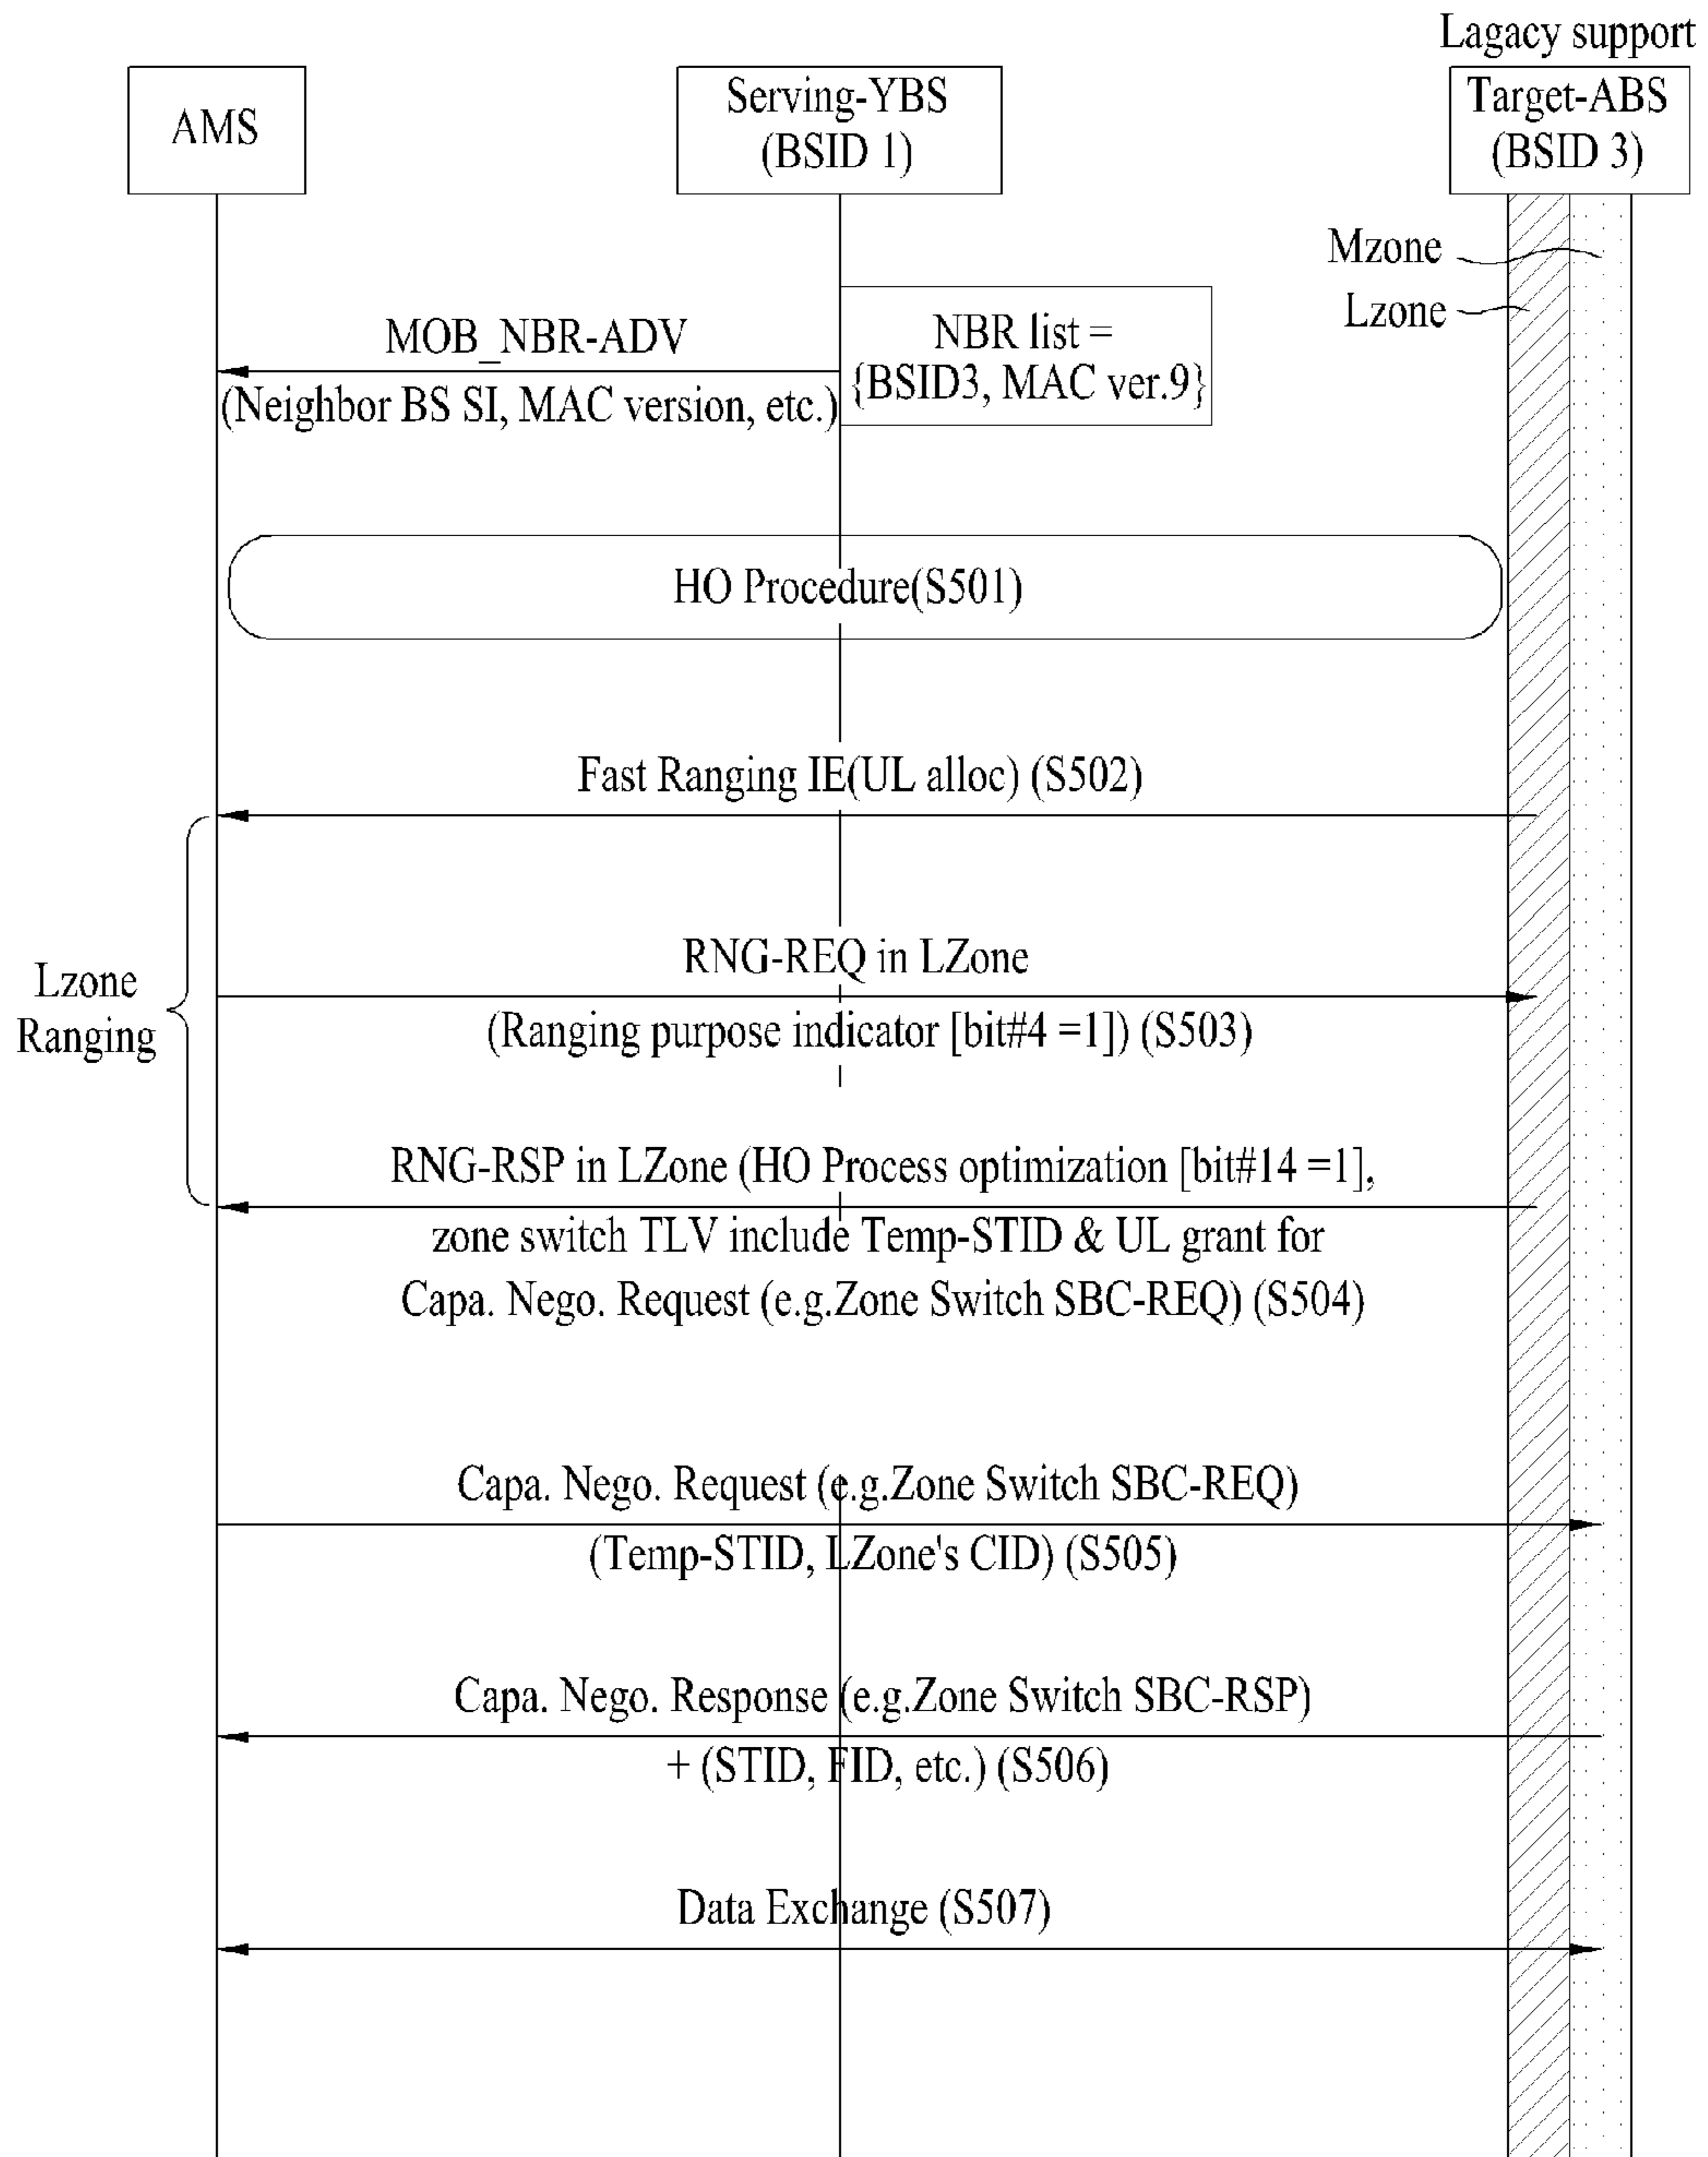 Lagacy support
AMS
Serving-YBS
(BSID 1)
Target-ABS
(BSID 3)
Mzone
Lzone
MOB_NBR-ADV
(Neighbor BS SI, MAC version, etc.)
NBR list =
{BSID3, MAC ver.9}
HO Procedure(S501)
Fast Ranging IE(UL alloc) (S502)
Lzone
Ranging
RNG-REQ in LZone
(Ranging purpose indicator [bit#4 =1]) (S503)
RNG-RSP in LZone (HO Process optimization [bit#14 =1],
zone switch TLV include Temp-STID & UL grant for
Capa. Nego. Request (e.g.Zone Switch SBC-REQ) (S504)
Capa. Nego. Request (e.g.Zone Switch SBC-REQ)
(Temp-STID, LZone's CID) (S505)
Capa. Nego. Response (e.g.Zone Switch SBC-RSP)
+ (STID, FID, etc.) (S506)
Data Exchange (S507)